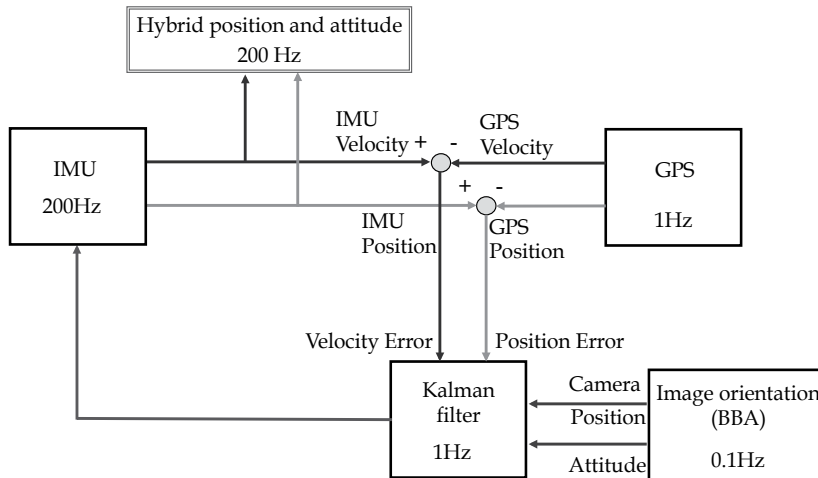 Hybrid position and attitude
200 Hz
IMU
Velocity
+
-
GPS
Velocity
IMU
200Hz
GPS
1Hz
+
-
IMU
Position
GPS
Position
Velocity Error
Position Error
Kalman
filter
1Hz
Camera
Position
Attitude
Image orientation
(BBA)
0.1Hz